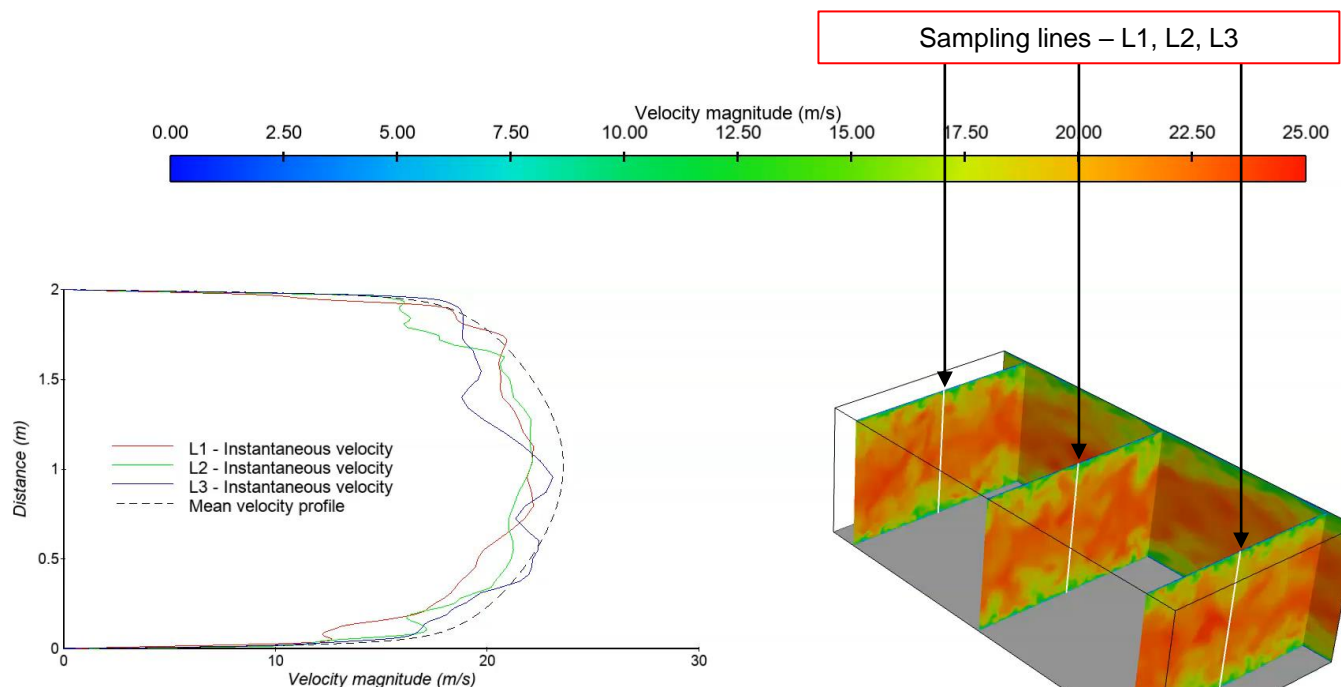 Sampling lines – L1, L2, L3
Velocity magnitude (m/s)
0.00 2.50 5.00 7.50 10.00 12.50 15.00 17.50 20.00 22.50 25.00
2
1.5
Distance (m)
1
0.5
0
L1 - Instantaneous velocity
L2 - Instantaneous velocity
L3 - Instantaneous velocity
Mean velocity profile
0 10 20 30
Velocity magnitude (m/s)